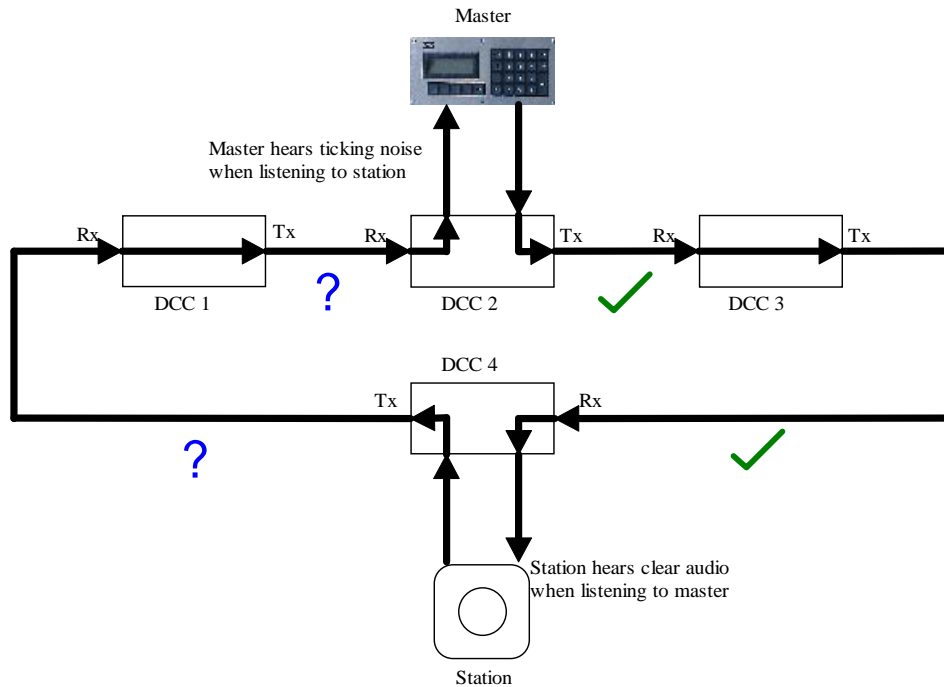 Master
Master hears ticking noise
when listening to station
Rx Tx Rx Tx Rx Tx
?
DCC 1 DCC 2 DCC 3
DCC 4
Tx Rx
?
Station hears clear audio
when listening to master
Station